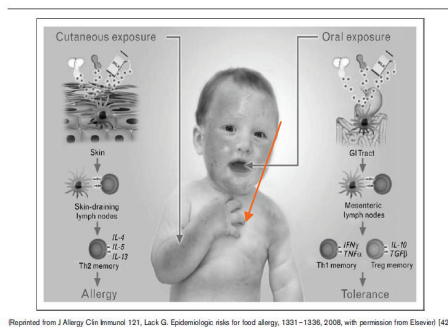 Cutaneous exposure
Oral exposure
Skin
GI Tract
Skin-draining
lymph nodes
Mesenteric
lymph nodes
IL-4
IL-5
IL-13
Th2 memory
IFNγ
TNFα
Th1 memory
IL-10
TGFβ
Treg memory
Allergy
Tolerance
(Reprinted from J Allergy Clin Immunol 121, Lack G. Epidemiologic risks for food allergy, 1331–1336, 2008, with permission from Elsevier) [42